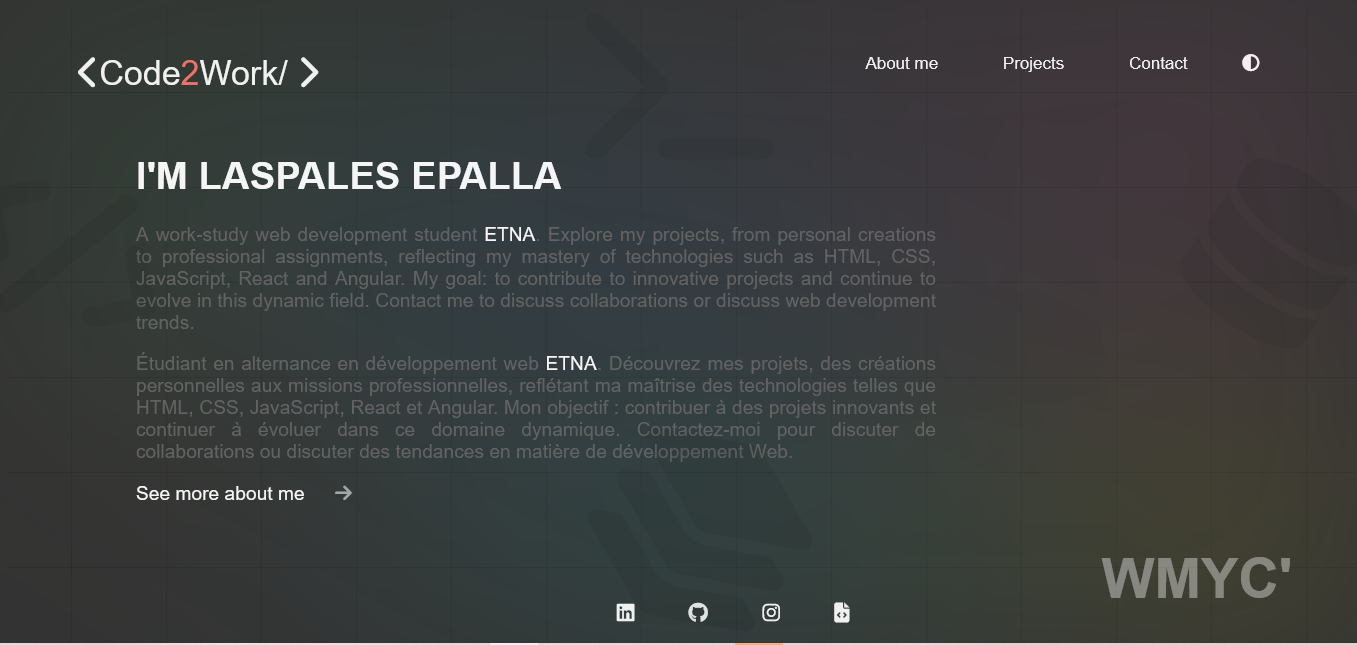 <Code2Work/ >
About me Projects Contact
I'M LASPALES EPALLA
A work-study web development student ETNA. Explore my projects, from personal creations
to professional assignments, reflecting my mastery of technologies such as HTML, CSS,
JavaScript, React and Angular. My goal: to contribute to innovative projects and continue to
evolve in this dynamic field. Contact me to discuss collaborations or discuss web development
trends.
Étudiant en alternance en développement web ETNA. Découvrez mes projets, des créations
personnelles aux missions professionnelles, reflétant ma maîtrise des technologies telles que
HTML, CSS, JavaScript, React et Angular. Mon objectif : contribuer à des projets innovants et
continuer à évoluer dans ce domaine dynamique. Contactez-moi pour discuter de
collaborations ou discuter des tendances en matière de développement Web.
See more about me
WMYC'